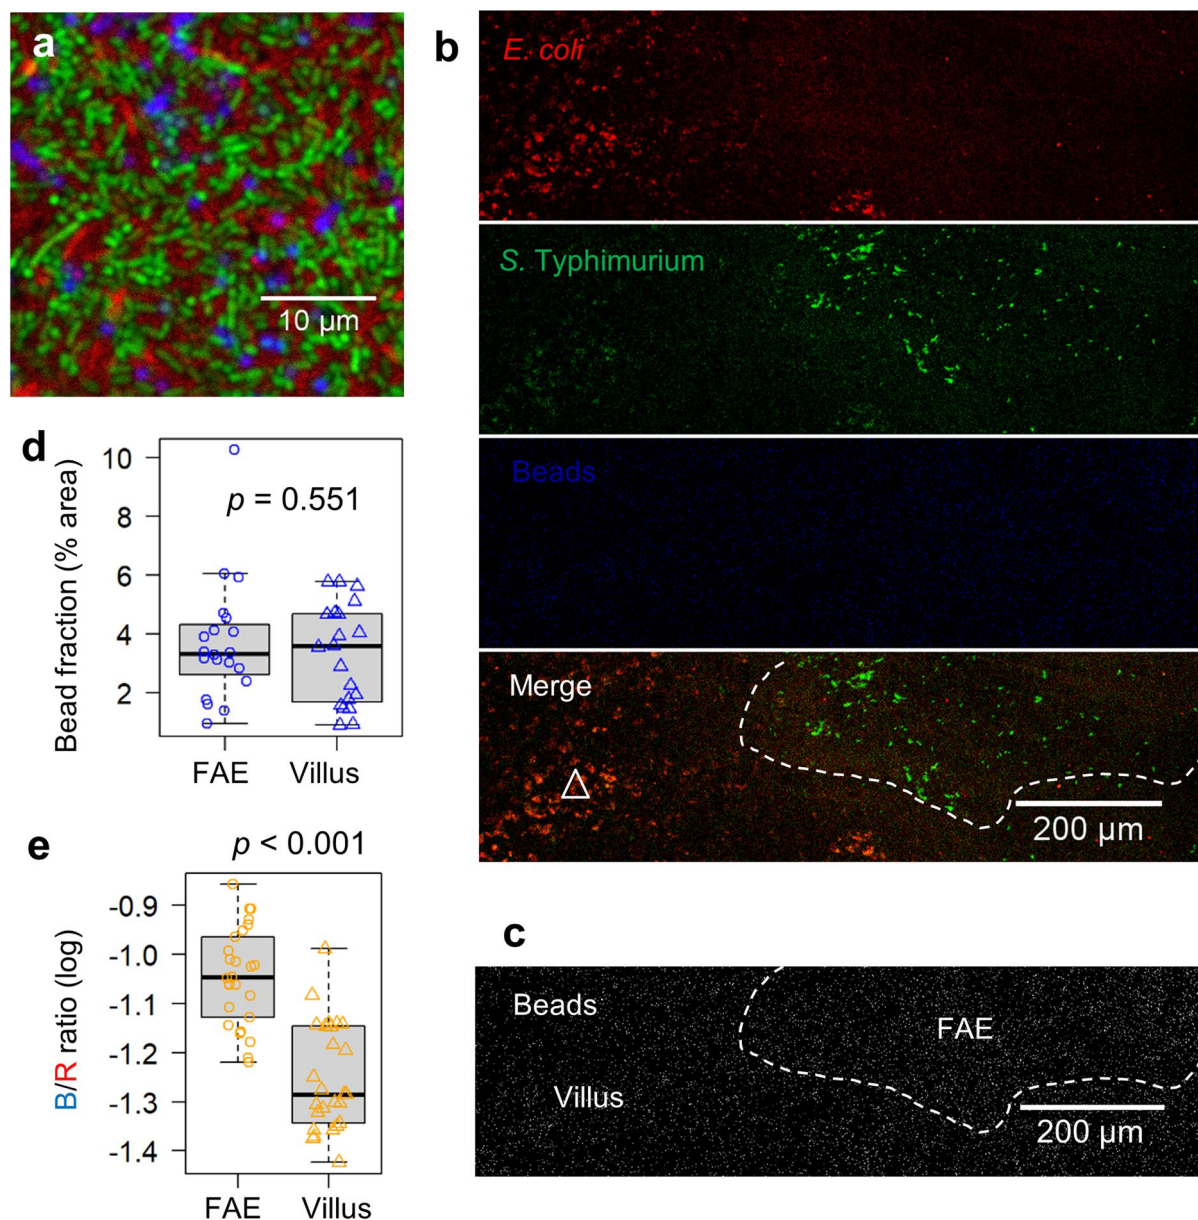 a
10 µm
b
E. coli
S. Typhimurium
Beads
Merge
200 µm
c
Beads
FAE
Villus
200 µm
d
p = 0.551
Bead fraction (% area)
10
8
6
4
2
FAE Villus
e
p < 0.001
B/R ratio (log)
-0.9
-1.0
-1.1
-1.2
-1.3
-1.4
FAE Villus